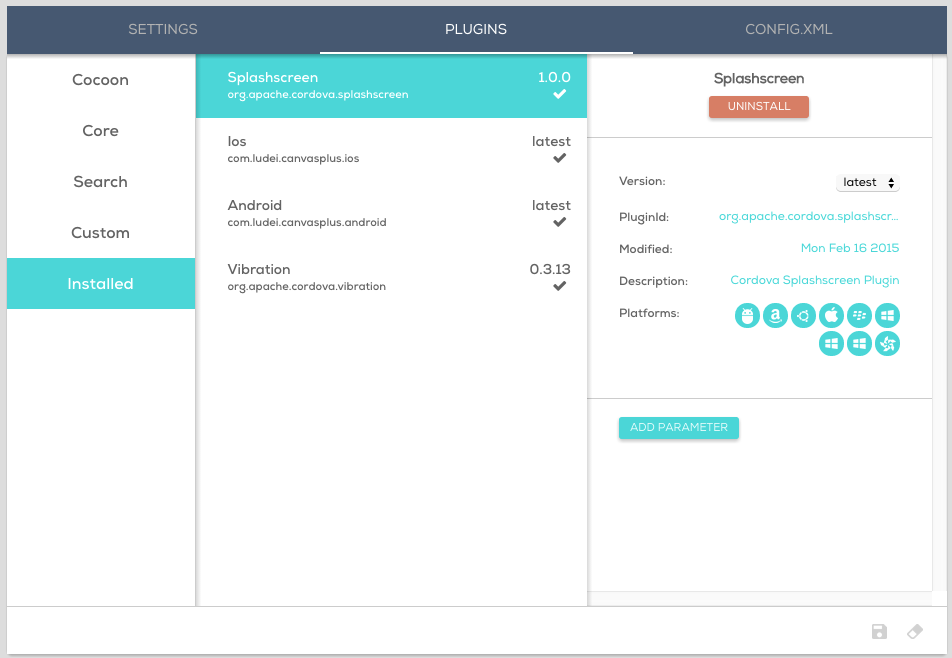 SETTINGS
PLUGINS
CONFIG.XML
Cocoon
Core
Search
Custom
Installed
Splashscreen 1.0.0
org.apache.cordova.splashscreen
Ios latest
com.ludei.canvasplus.ios
Android latest
com.ludei.canvasplus.android
Vibration 0.3.13
org.apache.cordova.vibration
Splashscreen
UNINSTALL
Version: latest
PluginId: org.apache.cordova.splashscr...
Modified: Mon Feb 16 2015
Description: Cordova Splashscreen Plugin
Platforms:
ADD PARAMETER